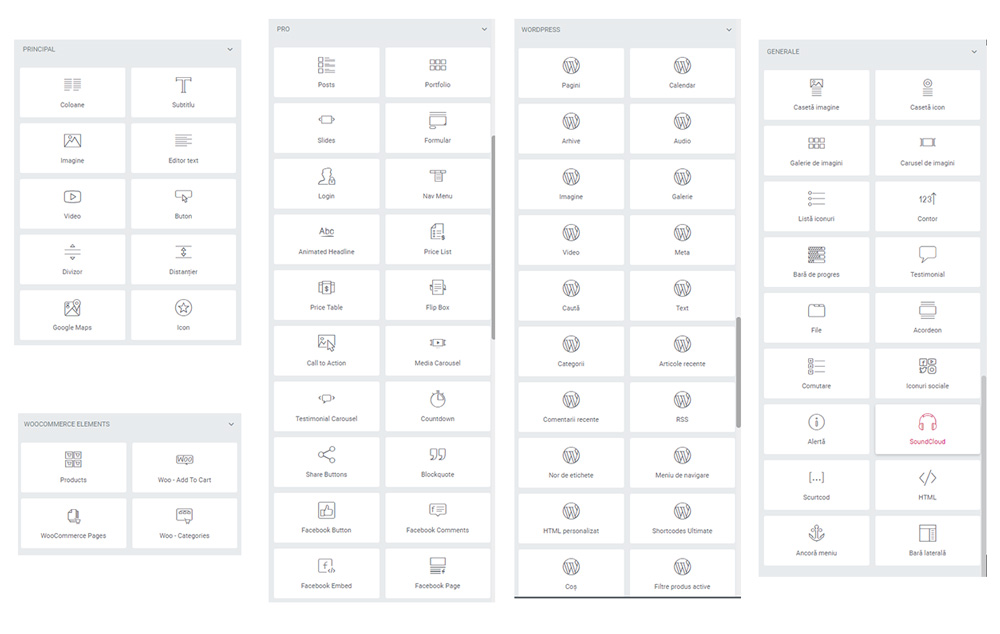 PRINCIPAL
Coloane
Subtitlu
Imagine
Editor text
Video
Buton
Divizor
Distanțier
Google Maps
Icon
WOOCOMMERCE ELEMENTS
Products
Woo
Woo - Add To Cart
WooCommerce Pages
Woo - Categories
PRO
Posts
Portfolio
Slides
Formular
Login
Nav Menu
Abc
Animated Headline
Price List
Price Table
Flip Box
Call to Action
Media Carousel
Testimonial Carousel
Countdown
Share Buttons
Blockquote
Facebook Button
Facebook Comments
Facebook Embed
Facebook Page
WORDPRESS
Pagini
Calendar
Arhive
Audio
Imagine
Galerie
Video
Meta
Caută
Text
Categorii
Articole recente
Comentarii recente
RSS
Nor de etichete
Meniu de navigare
HTML personalizat
Shortcodes Ultimate
Coș
Filtre produs active
GENERALE
Casetă imagine
Casetă icon
Galerie de imagini
Carusel de imagini
Listă iconuri
123
Contor
Bară de progres
Testimonial
File
Acordeon
Comutare
Iconuri sociale
Alertă
SoundCloud
[...]
Scurtcod
</>
HTML
Ancoră meniu
Bară laterală